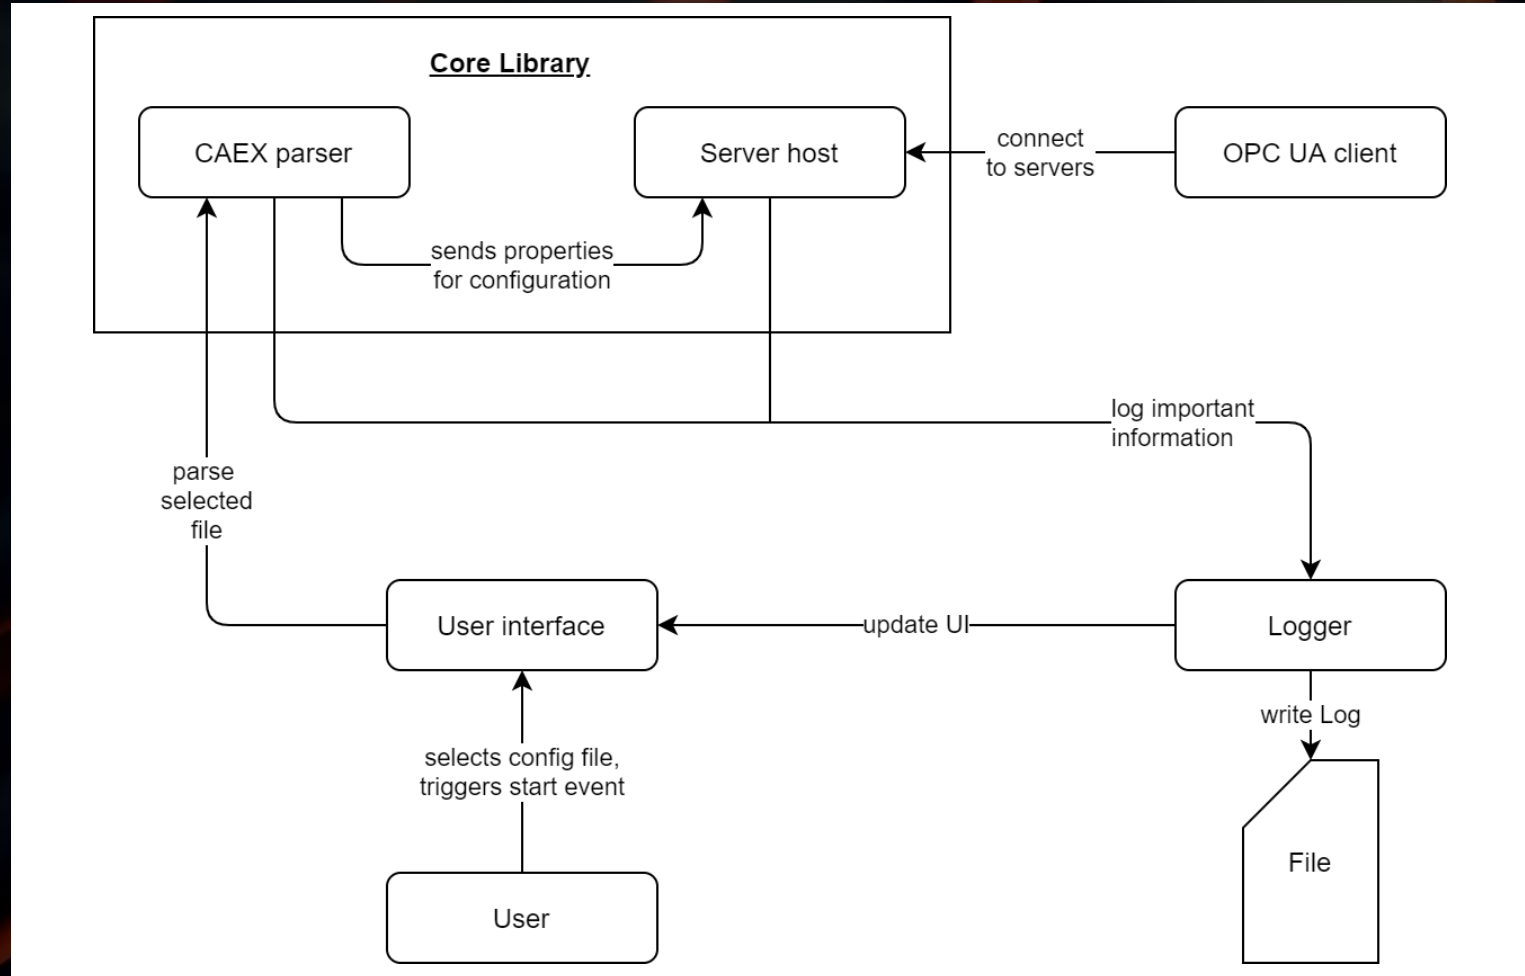 Core Library
CAEX parser
Server host
connect
to servers
OPC UA client
sends properties
for configuration
log important
information
parse
selected
file
User interface
update UI
Logger
write Log
selects config file,
triggers start event
File
User